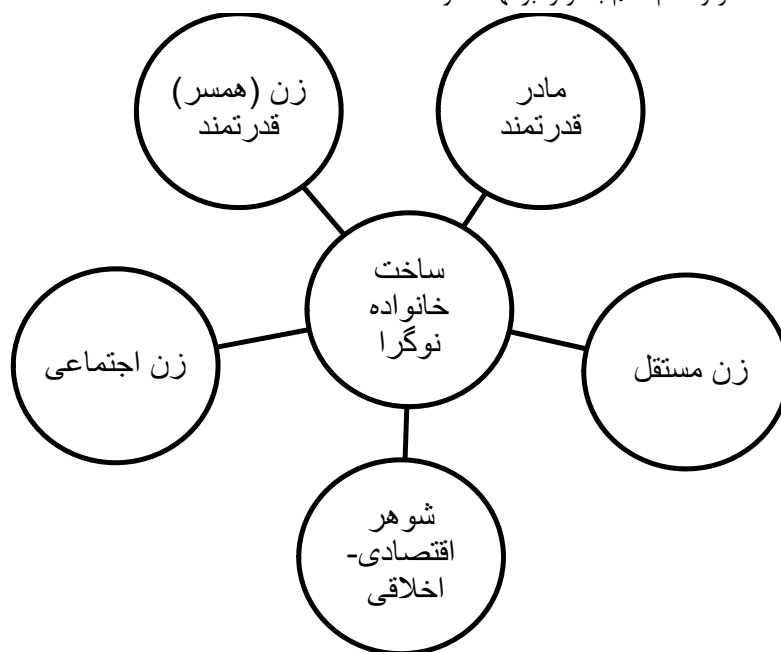 مادر
قدرتمند
زن (همسر)
قدرتمند
ساخت
خانواده
نوگرا
زن مستقل
زن اجتماعی
شوهر
اقتصادی-
اخلاقی